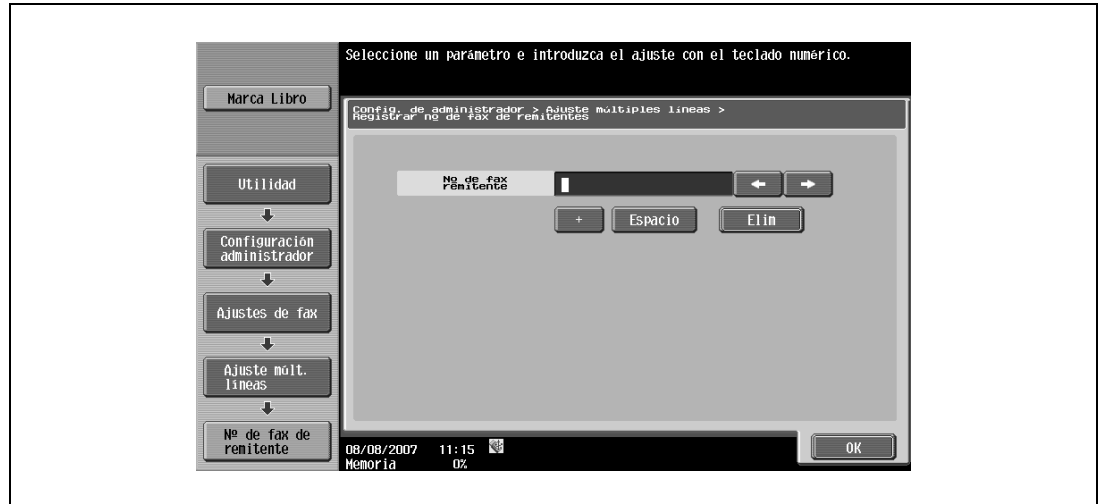 Seleccione un parámetro e introduzca el ajuste con el teclado numérico.
Marca Libro
Config. de administrador > Ajuste múltiples líneas >
Registrar nº de fax de remitentes
Utilidad
Nº de fax
remitente
+
Espacio
Elim
Configuración
administrador
Ajustes de fax
Ajuste múlt.
líneas
Nº de fax de
remitente
08/08/2007 11:15
Memoria 0%
OK